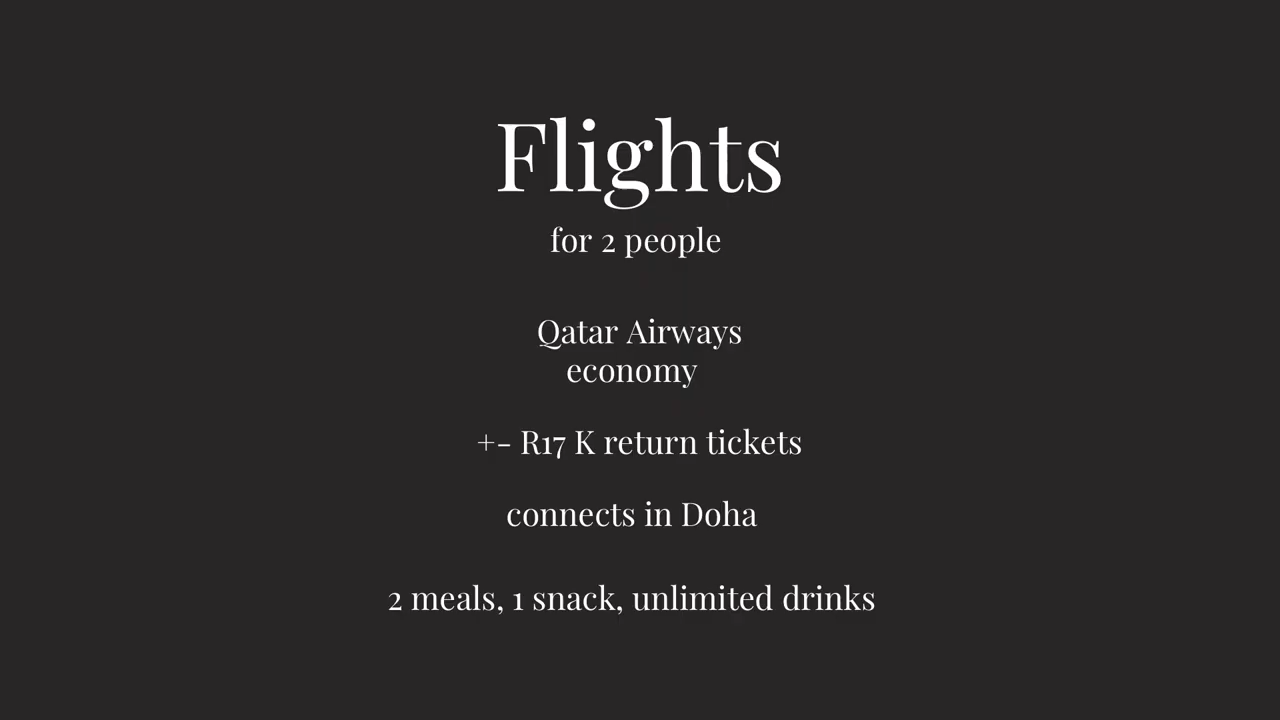 Flights
for 2 people
Qatar Airways
economy
+- R17 K return tickets
connects in Doha
2 meals, 1 snack, unlimited drinks